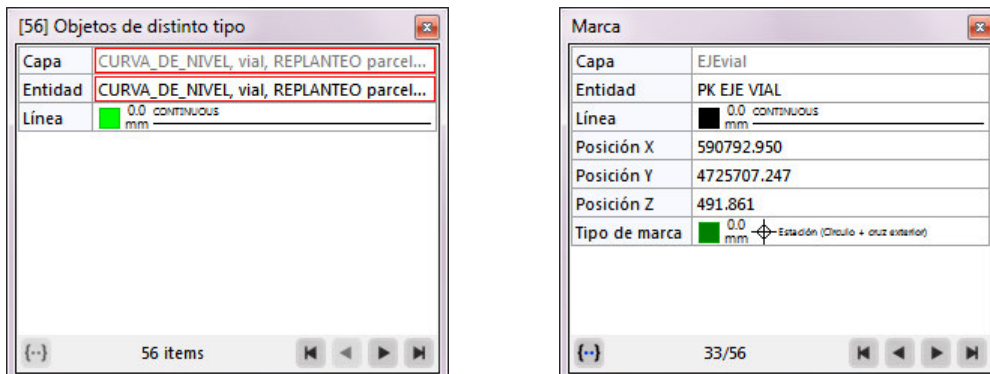 [56] Objetos de distinto tipo
Capa CURVA_DE_NIVEL, vial, REPLANTEO parcel...
Entidad CURVA_DE_NIVEL, vial, REPLANTEO parcel...
Línea 0.0 mm CONTINUOUS
{--} 56 items
Marca
Capa EJEvial
Entidad PK EJE VIAL
Línea 0.0 mm CONTINUOUS
Posición X 590792.950
Posición Y 4725707.247
Posición Z 491.861
Tipo de marca 0.0 mm Estación (Círculo + cruz exterior)
{--} 33/56